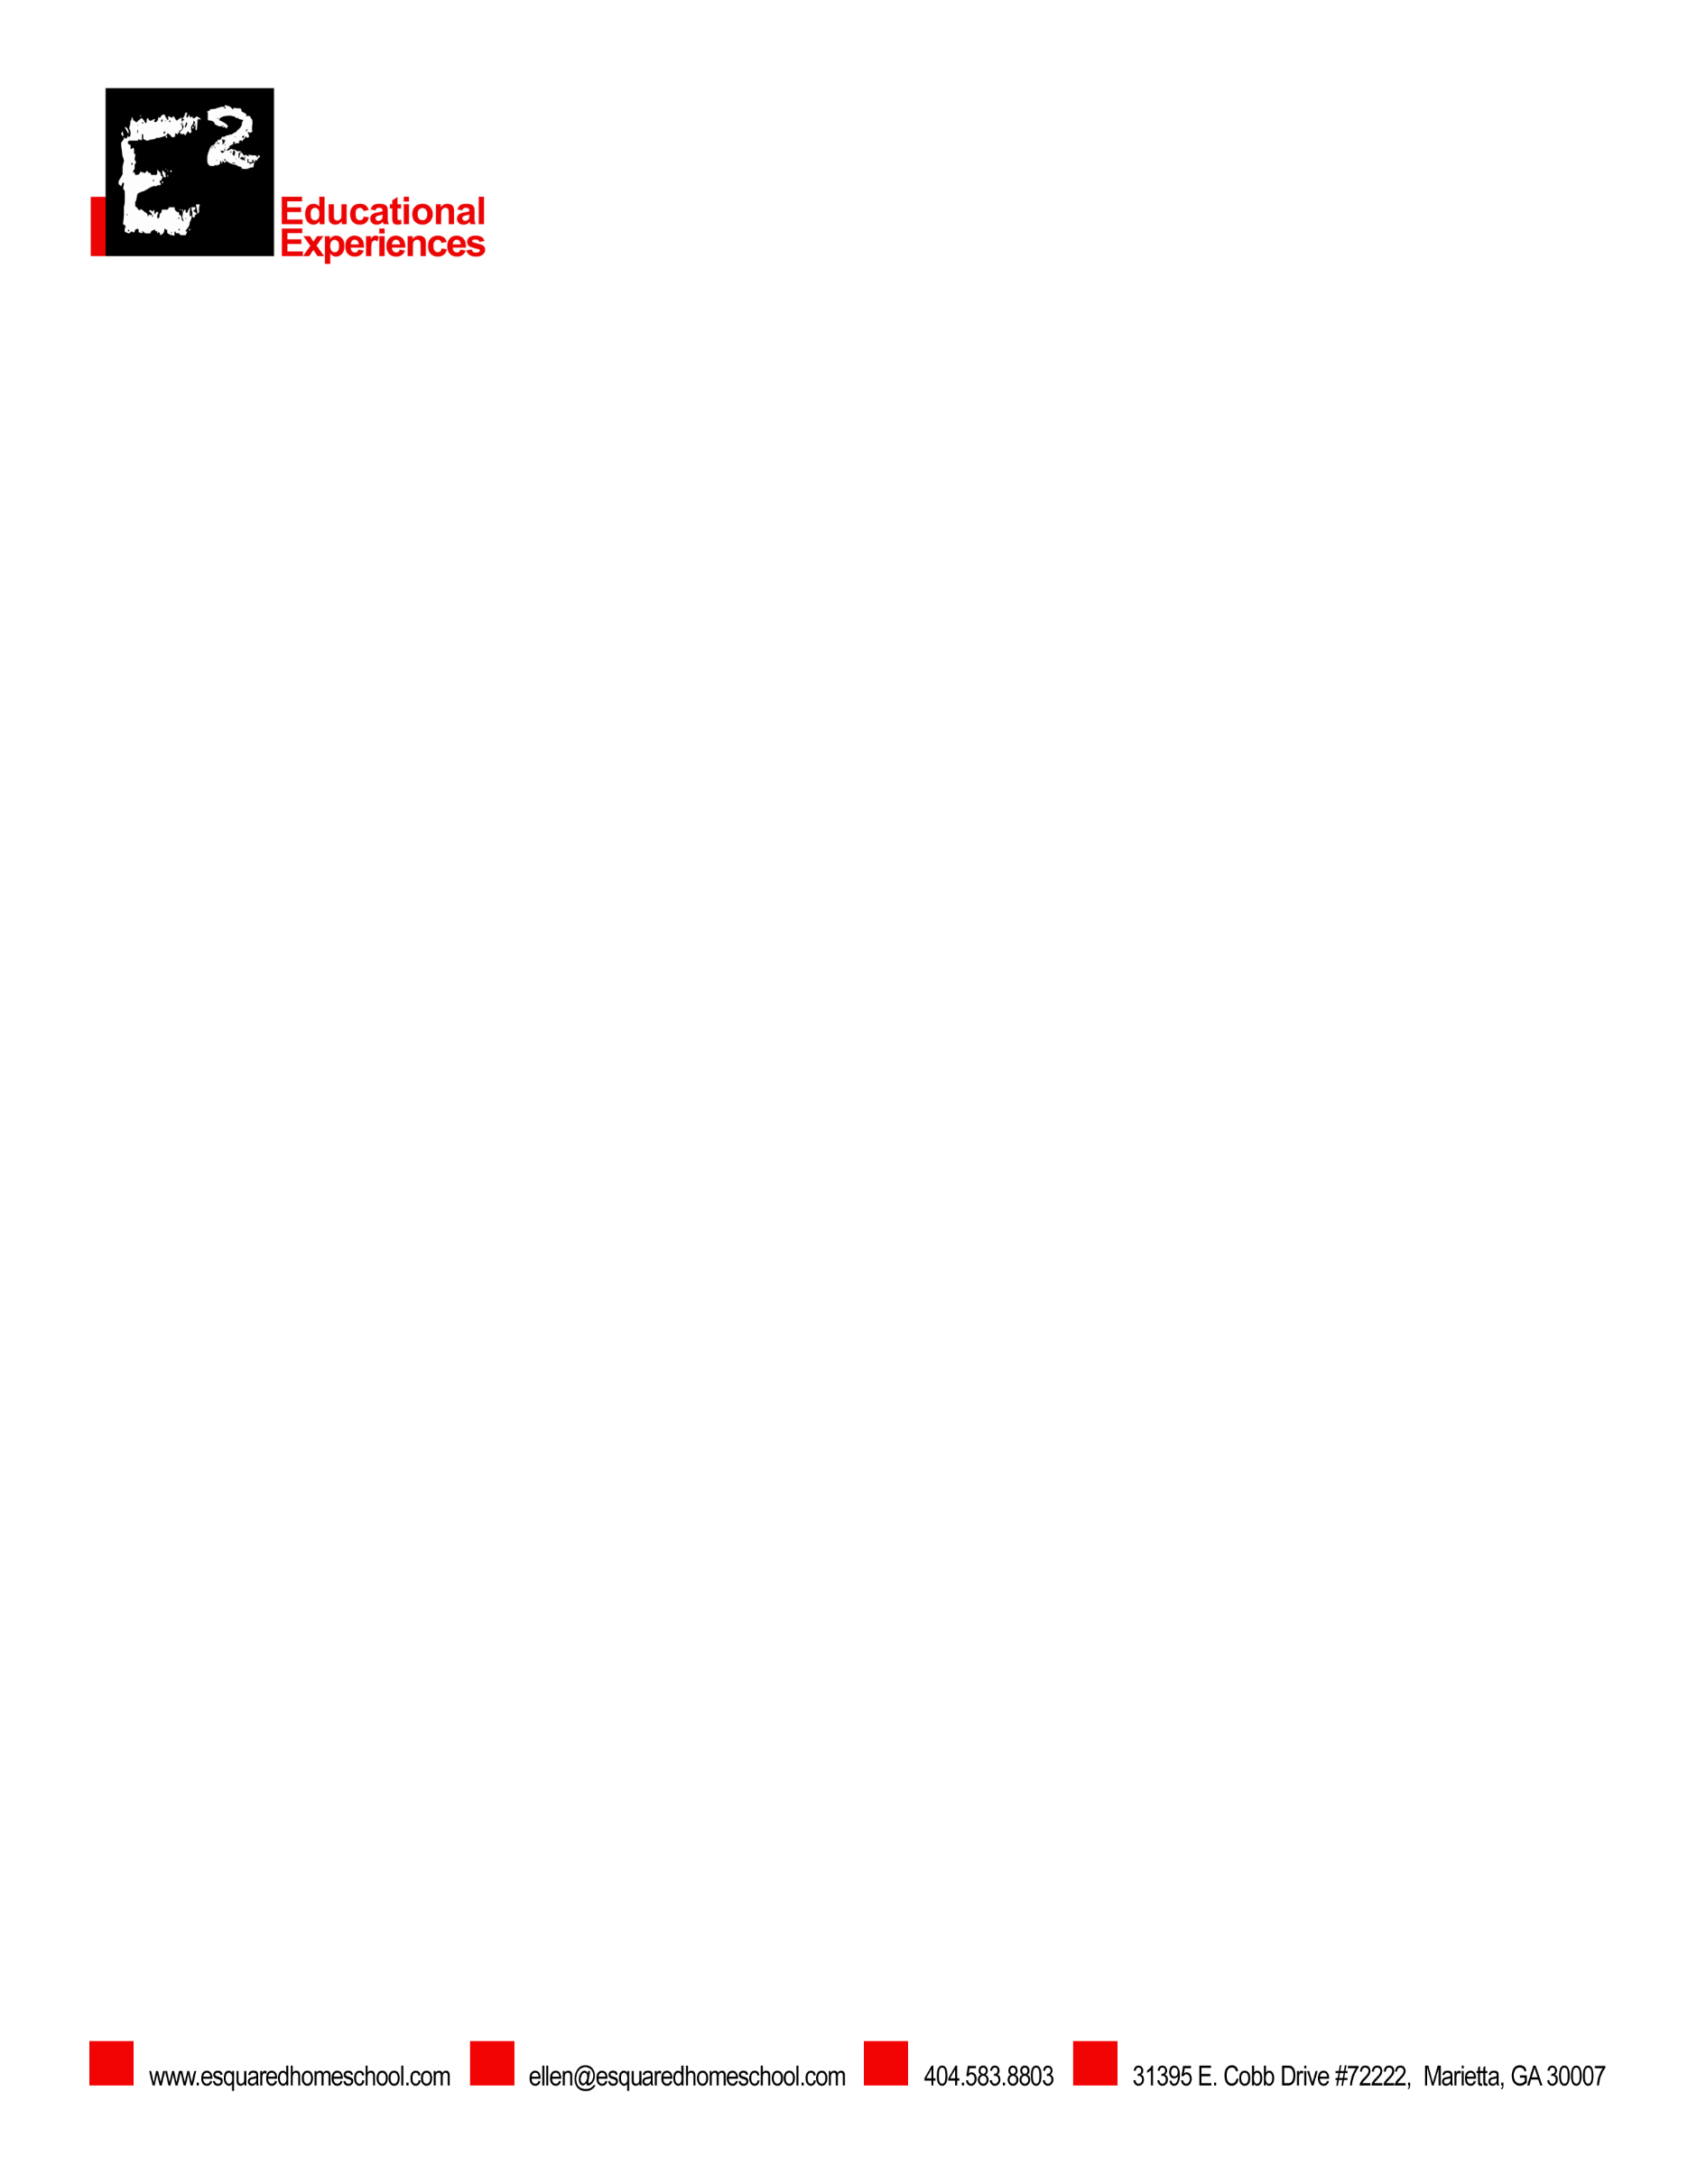 E2
Educational
Experiences
www.esquaredhomeschool.com ellen@esquaredhomeschool.com 404.583.8803 31395 E. Cobb Drive #72222, Marietta, GA 30007